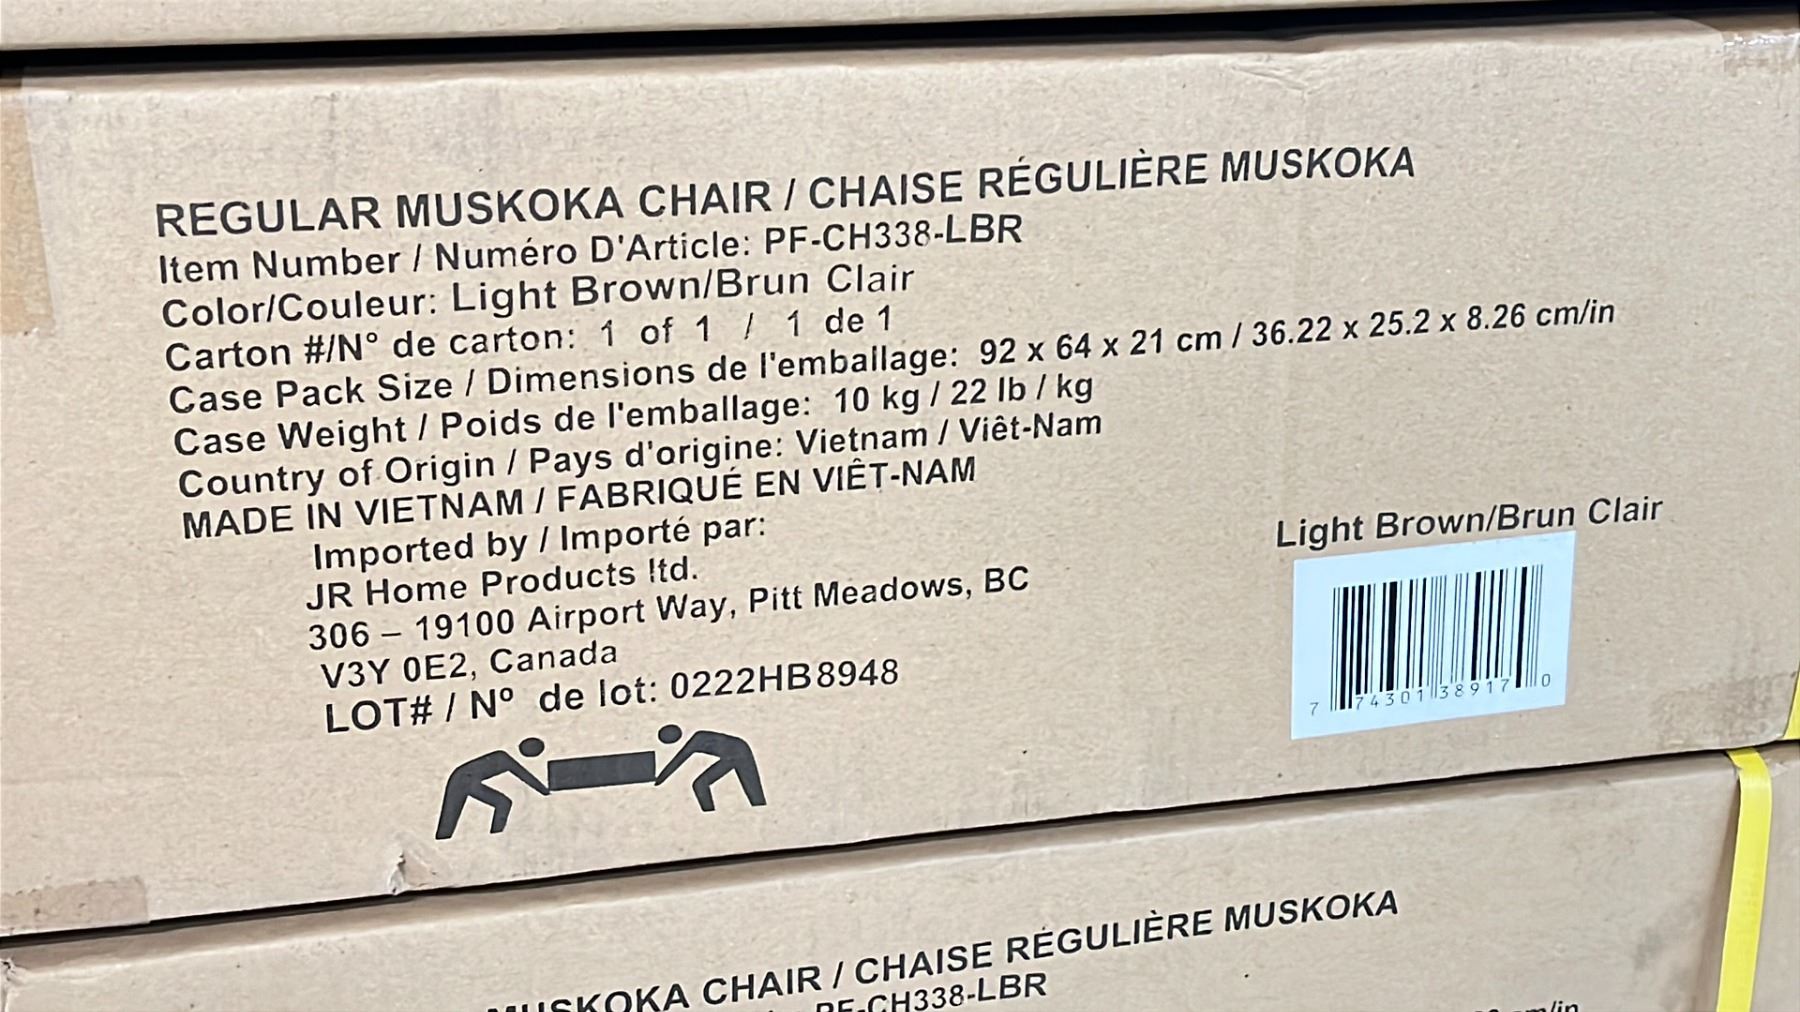 REGULAR MUSKOKA CHAIR / CHAISE RÉGULIÈRE MUSKOKA
Item Number / Numéro D'Article: PF-CH338-LBR
Color/Couleur: Light Brown/Brun Clair
Carton #/N° de carton: 1 of 1 / 1 de 1
Case Pack Size / Dimensions de l'emballage: 92 x 64 x 21 cm / 36.22 x 25.2 x 8.26 cm/in
Case Weight / Poids de l'emballage: 10 kg / 22 lb / kg
Country of Origin / Pays d'origine: Vietnam / Viêt-Nam
MADE IN VIETNAM / FABRIQUÉ EN VIÊT-NAM
Imported by / Importé par:
JR Home Products ltd.
306 – 19100 Airport Way, Pitt Meadows, BC
V3Y 0E2, Canada
LOT# / Nº de lot: 0222HB8948
Light Brown/Brun Clair
7 74301 38917 0
MUSKOKA CHAIR / CHAISE RÉGULIÈRE MUSKOKA
PF-CH338-LBR
cm/in